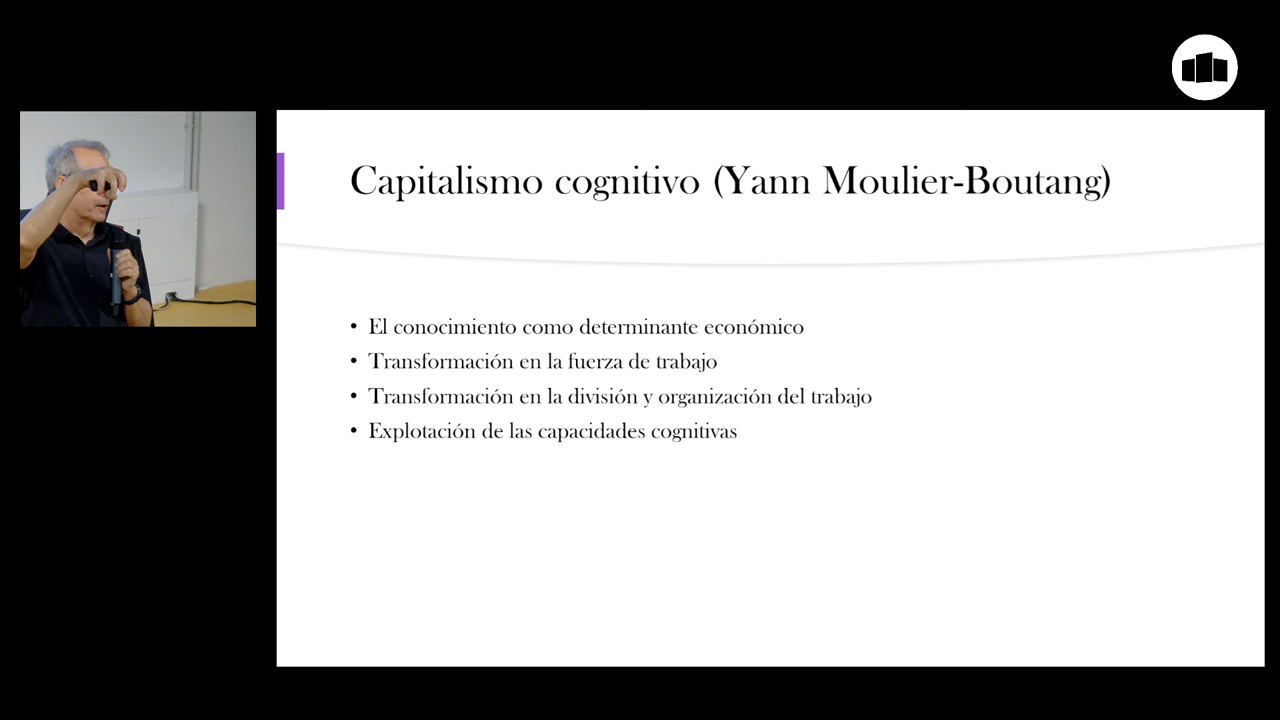 Capitalismo cognitivo (Yann Moulier-Boutang)
• El conocimiento como determinante económico
• Transformación en la fuerza de trabajo
• Transformación en la división y organización del trabajo
• Explotación de las capacidades cognitivas